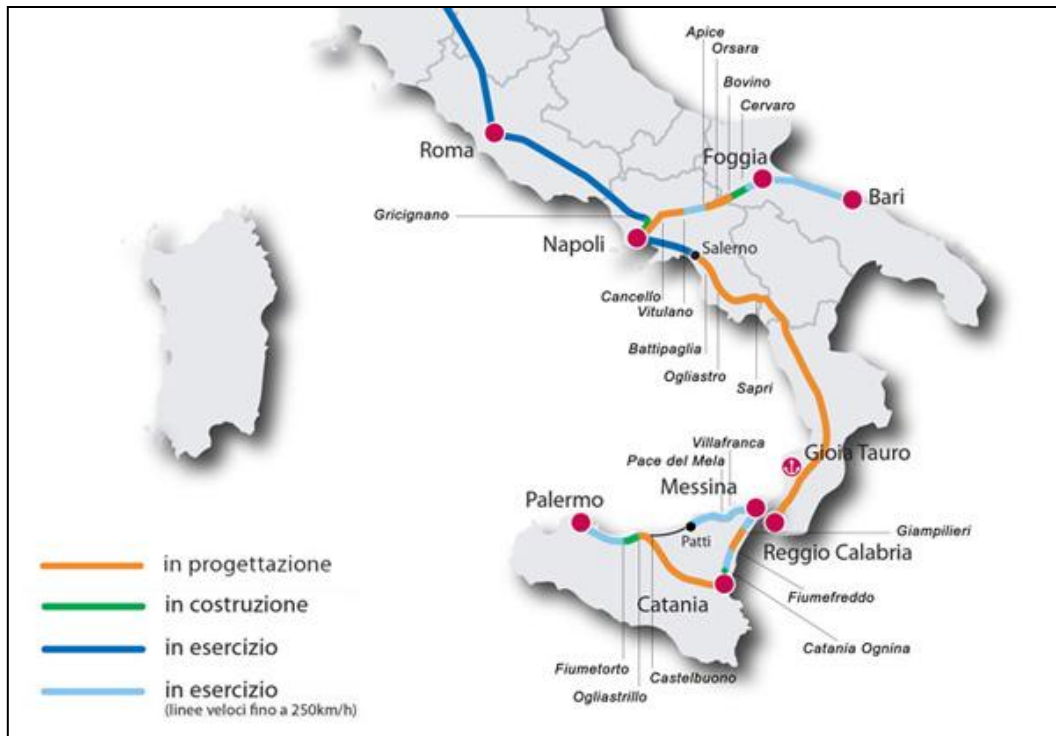 Apice
Orsara
Bovino
Cervaro
Roma
Foggia
Bari
Gricignano
Napoli
Salerno
Cancello
Vitulano
Battipaglia
Ogliastro
Sapri
Villafranca
Pace del Mela
Gioia Tauro
Messina
Palermo
Patti
Giampilieri
Reggio Calabria
Catania
Fiumefreddo
Catania Ognina
Fiumetorto
Castelbuono
Ogliastrillo
in progettazione
in costruzione
in esercizio
in esercizio
(linee veloci fino a 250km/h)